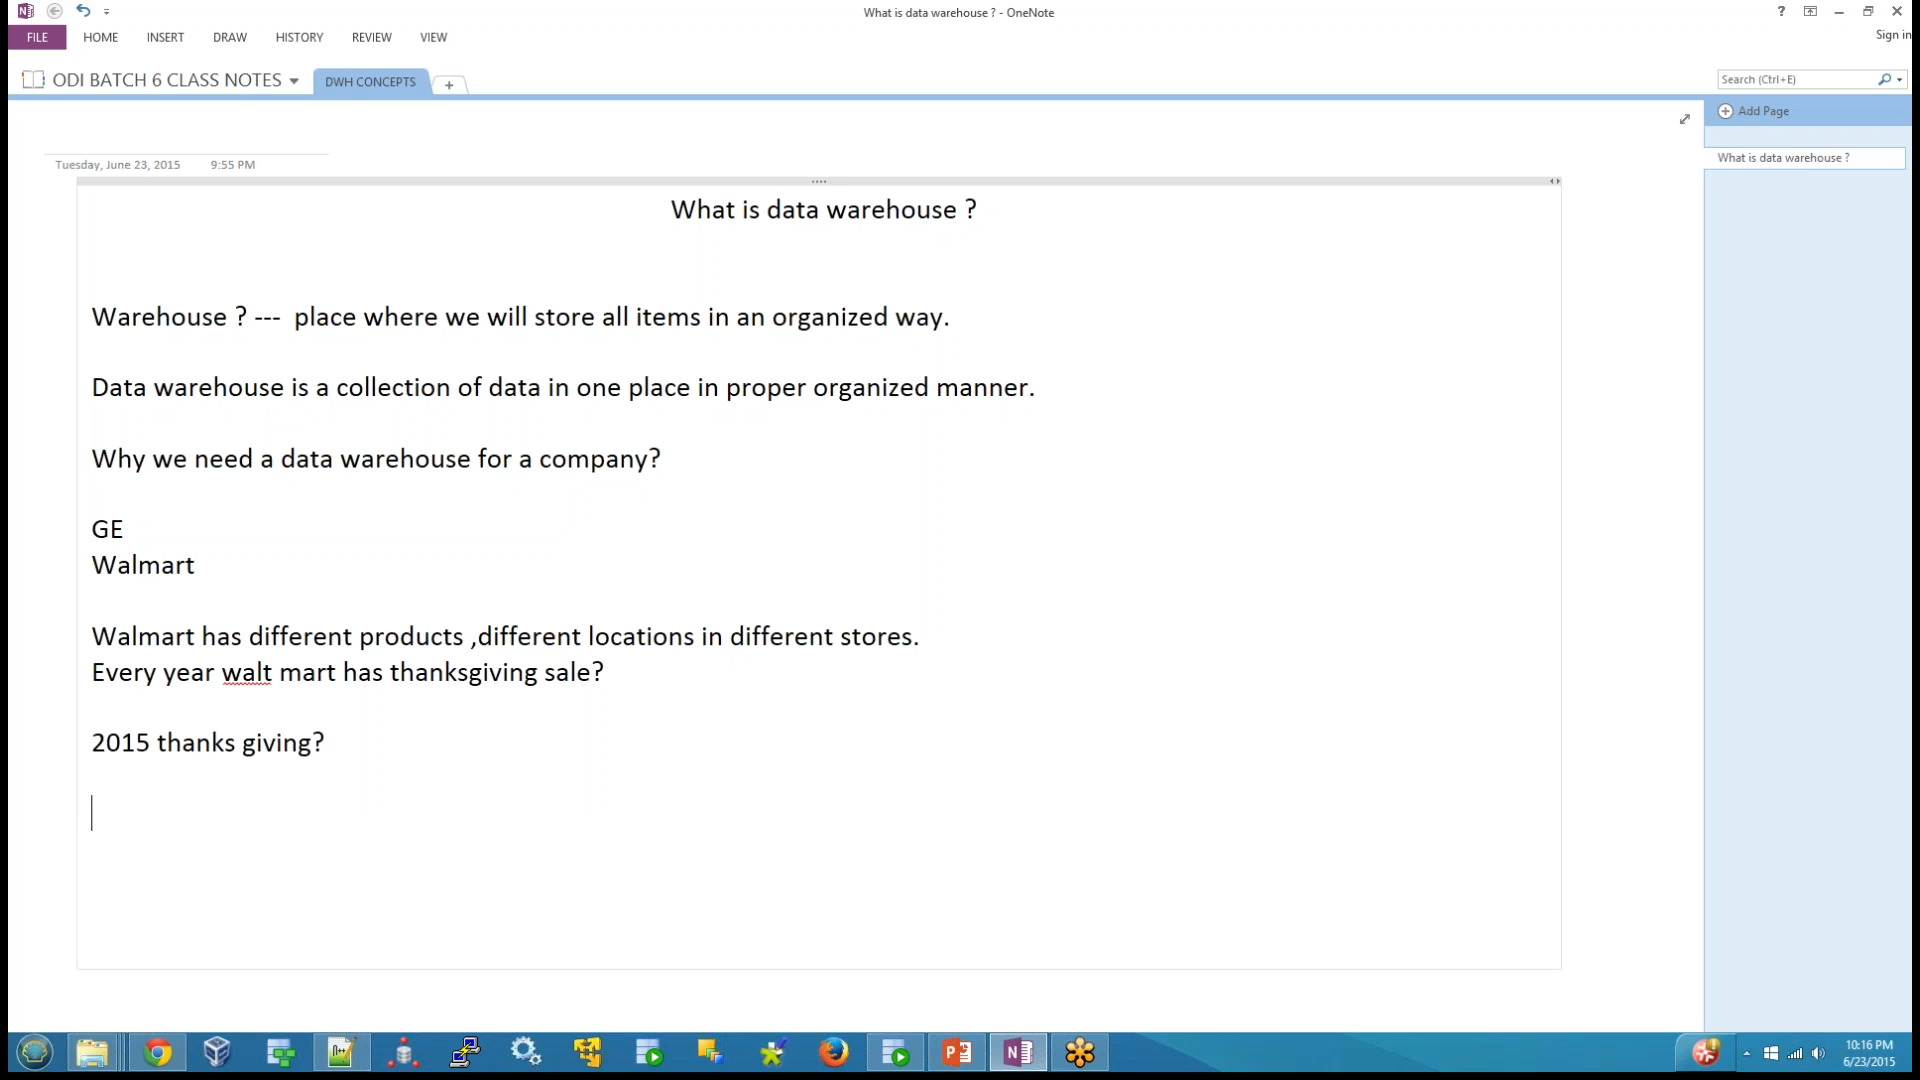 What is data warehouse ? - OneNote
?
Sign in
FILE HOME INSERT DRAW HISTORY REVIEW VIEW
ODI BATCH 6 CLASS NOTES DWH CONCEPTS +
Search (Ctrl+E)
Add Page
What is data warehouse ?
Tuesday, June 23, 2015 9:55 PM
What is data warehouse ?
Warehouse ? --- place where we will store all items in an organized way.
Data warehouse is a collection of data in one place in proper organized manner.
Why we need a data warehouse for a company?
GE
Walmart
Walmart has different products ,different locations in different stores.
Every year walt mart has thanksgiving sale?
2015 thanks giving?
10:16 PM
6/23/2015